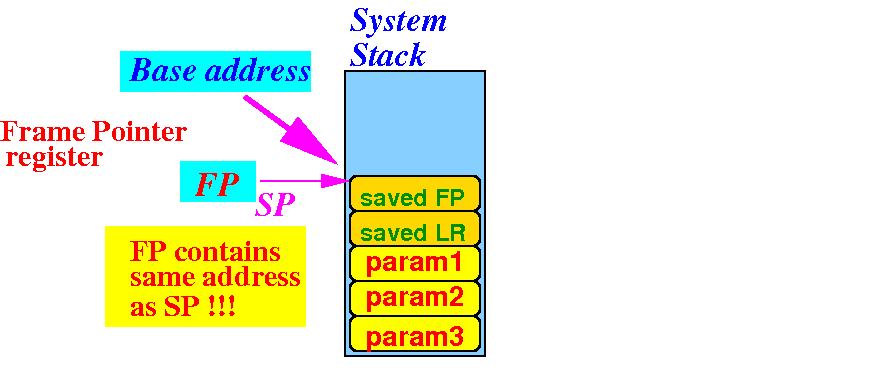 System
Stack
Base address
Frame Pointer
register
FP
SP
saved FP
saved LR
FP contains
same address
as SP !!!
param1
param2
param3